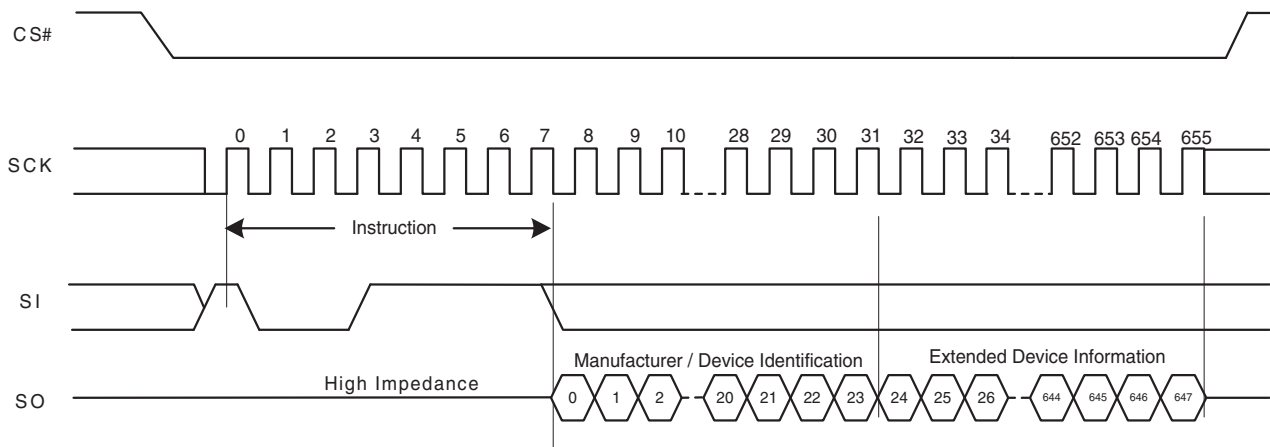 CS#
0 1 2 3 4 5 6 7 8 9 10 28 29 30 31 32 33 34 652 653 654 655
SCK
Instruction
SI
Manufacturer / Device Identification Extended Device Information
High Impedance
SO 0 1 2 20 21 22 23 24 25 26 644 645 646 647